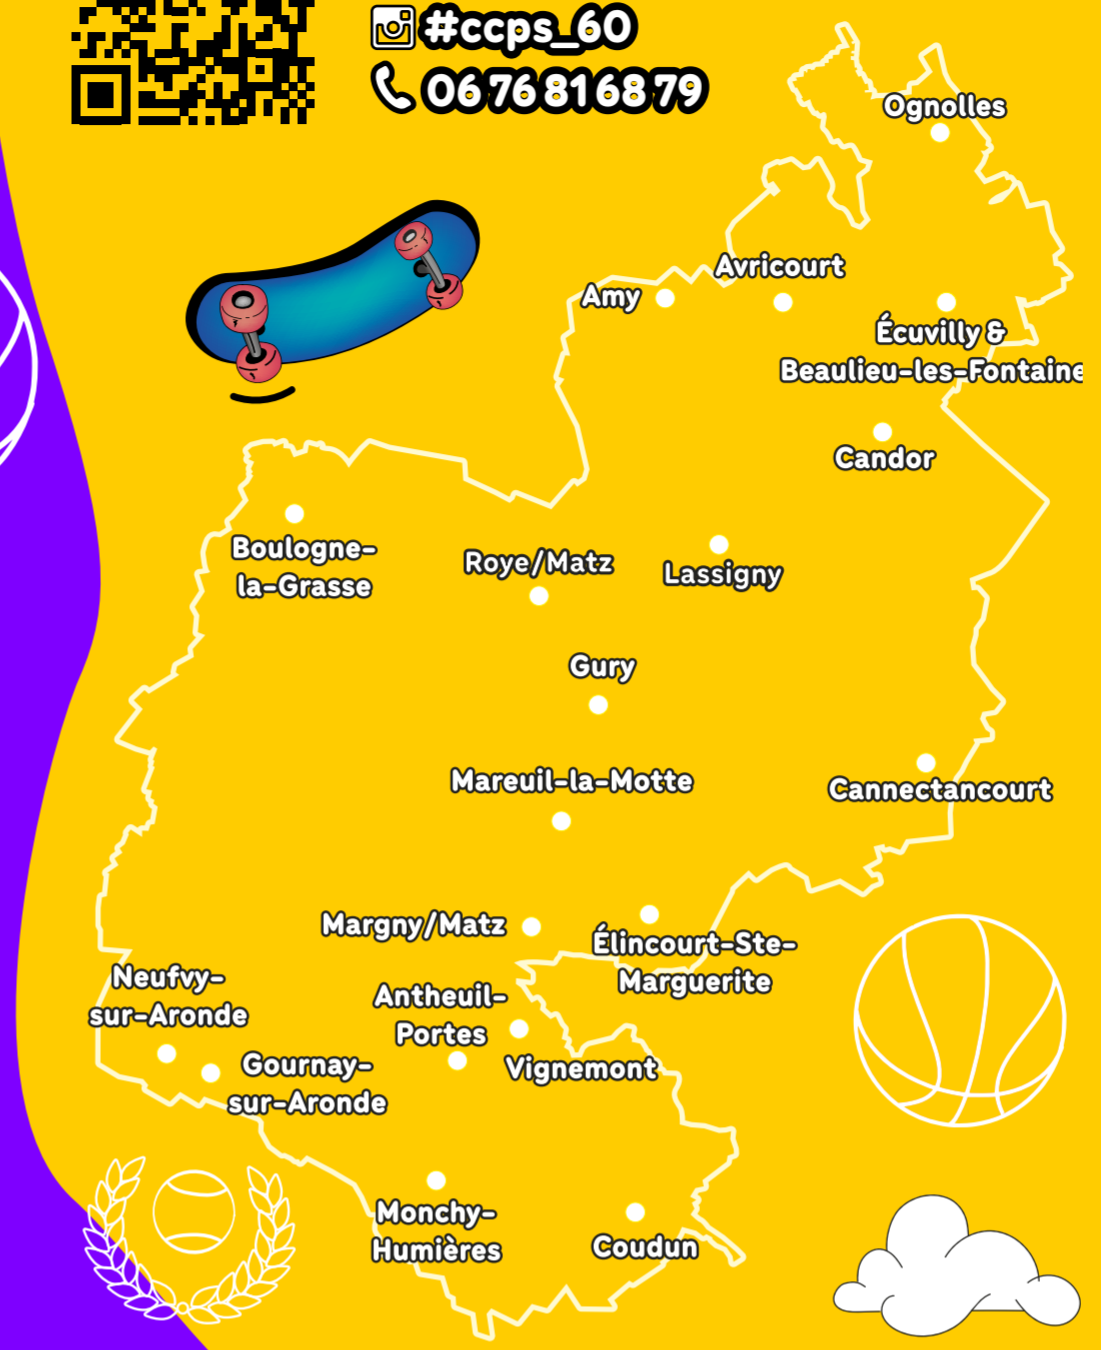 #ccps_60
06 76 81 68 79
Ognolles
Avricourt
Amy
Écuvilly &
Beaulieu-les-Fontaine
Candor
Boulogne-
la-Grasse
Roye/Matz
Lassigny
Gury
Mareuil-la-Motte
Cannectancourt
Margny/Matz
Élincourt-Ste-
Marguerite
Neufvy-
sur-Aronde
Antheuil-
Portes
Vignemont
Gournay-
sur-Aronde
Monchy-
Humières
Coudun